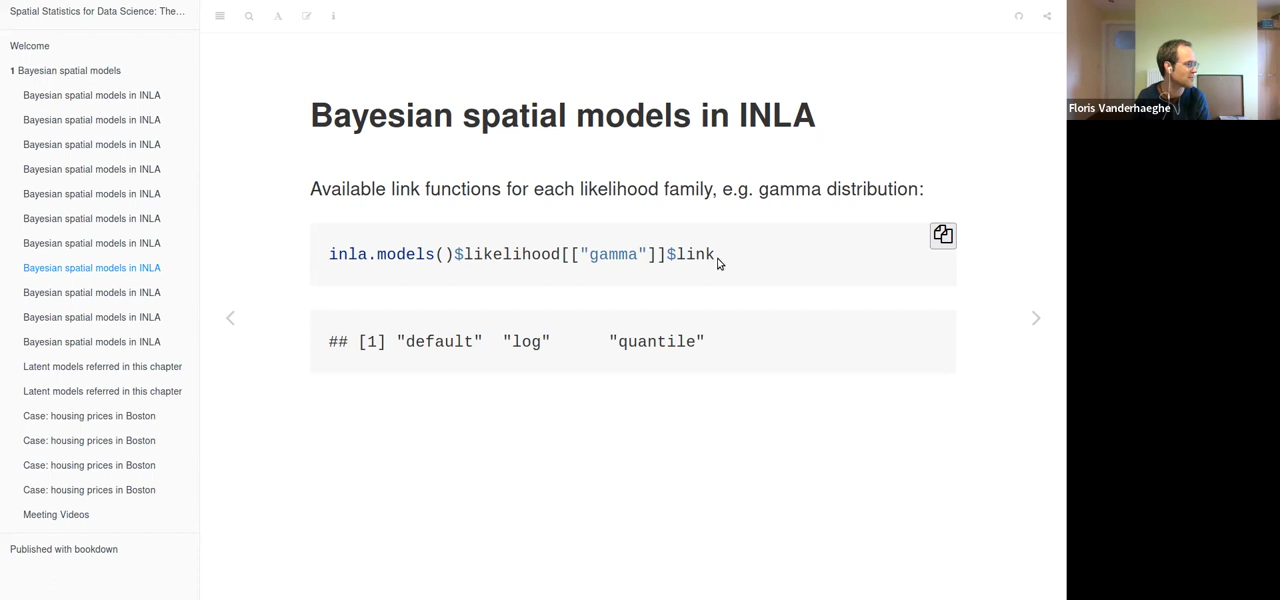 Spatial Statistics for Data Science: The...
Welcome
1 Bayesian spatial models
Bayesian spatial models in INLA
Bayesian spatial models in INLA
Bayesian spatial models in INLA
Bayesian spatial models in INLA
Bayesian spatial models in INLA
Bayesian spatial models in INLA
Bayesian spatial models in INLA
Bayesian spatial models in INLA
Bayesian spatial models in INLA
Bayesian spatial models in INLA
Bayesian spatial models in INLA
Latent models referred in this chapter
Latent models referred in this chapter
Case: housing prices in Boston
Case: housing prices in Boston
Case: housing prices in Boston
Case: housing prices in Boston
Meeting Videos
Published with bookdown
Bayesian spatial models in INLA
Available link functions for each likelihood family, e.g. gamma distribution:
inla.models()$likelihood[["gamma"]]$link
## [1] "default"  "log"      "quantile"
Floris Vanderhaeghe